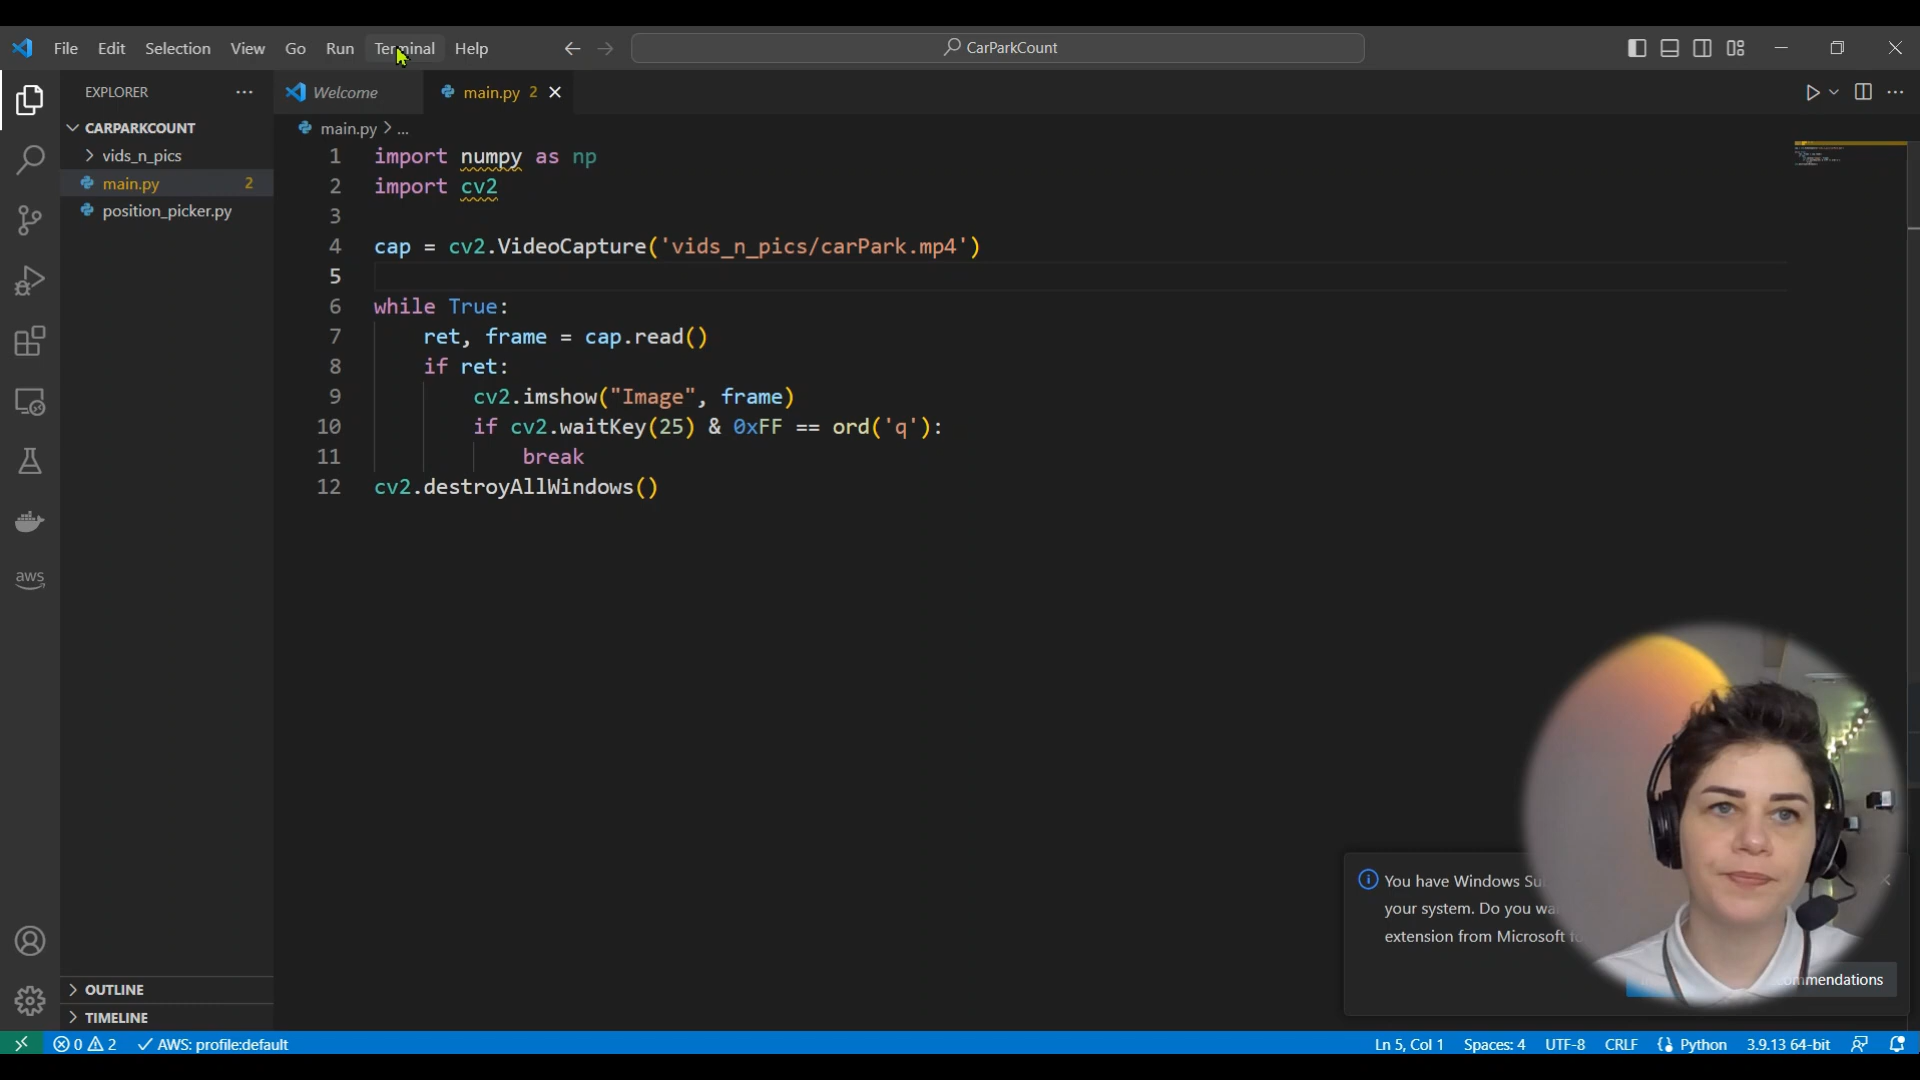 File Edit Selection View Go Run Terminal Help CarParkCount
EXPLORER
Welcome main.py 2
CARPARKCOUNT
main.py > ...
vids_n_pics
main.py 2
position_picker.py
1 import numpy as np
2 import cv2
3
4 cap = cv2.VideoCapture('vids_n_pics/carPark.mp4')
5
6 while True:
7 ret, frame = cap.read()
8 if ret:
9 cv2.imshow("Image", frame)
10 if cv2.waitKey(25) & 0xFF == ord('q'):
11 break
12 cv2.destroyAllWindows()
aws
You have Windows
your system. Do you
extension from Microsoft
OUTLINE
TIMELINE
0 2 AWS: profile:default Ln 5, Col 1 Spaces: 4 UTF-8 CRLF Python 3.9.13 64-bit